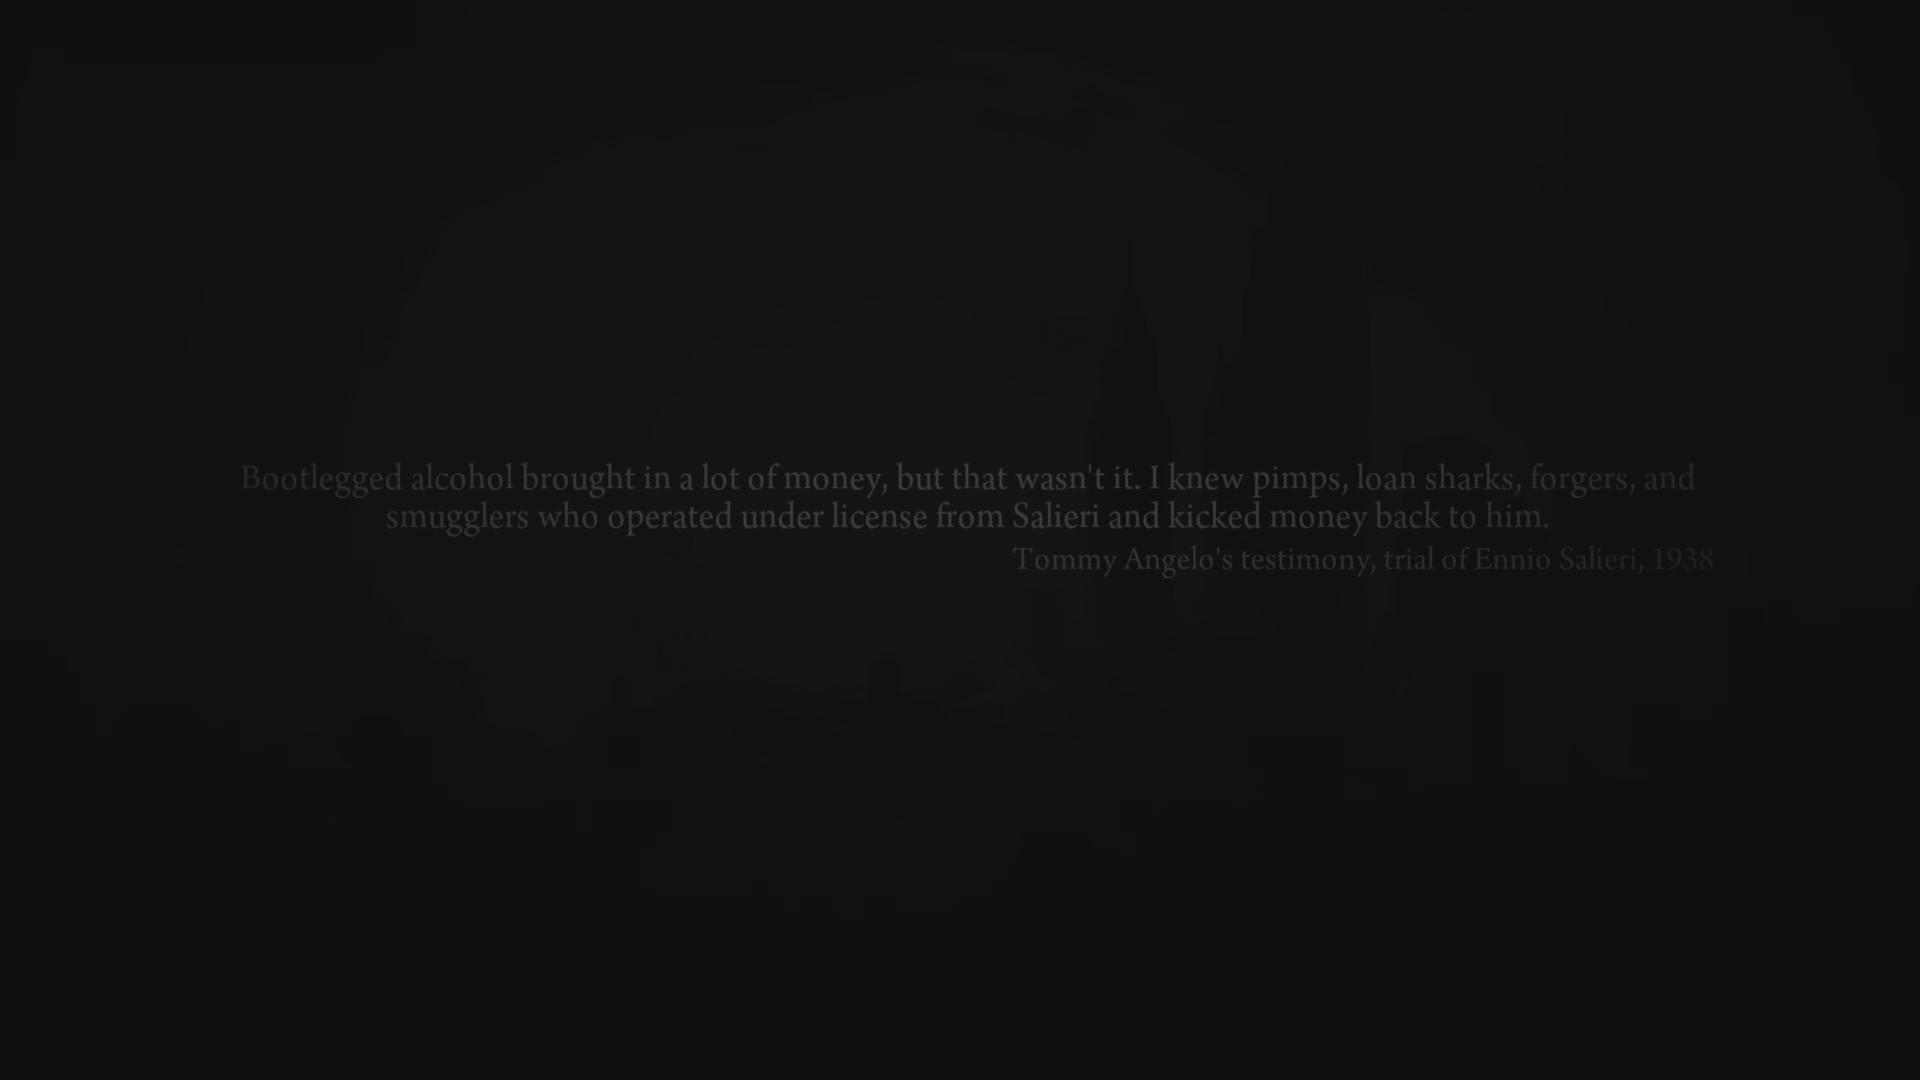 Bootlegged alcohol brought in a lot of money, but that wasn't it. I knew pimps, loan sharks, forgers, and
smugglers who operated under license from Salieri and kicked money back to him.
Tommy Angelo's testimony, trial of Ennio Salieri, 1938